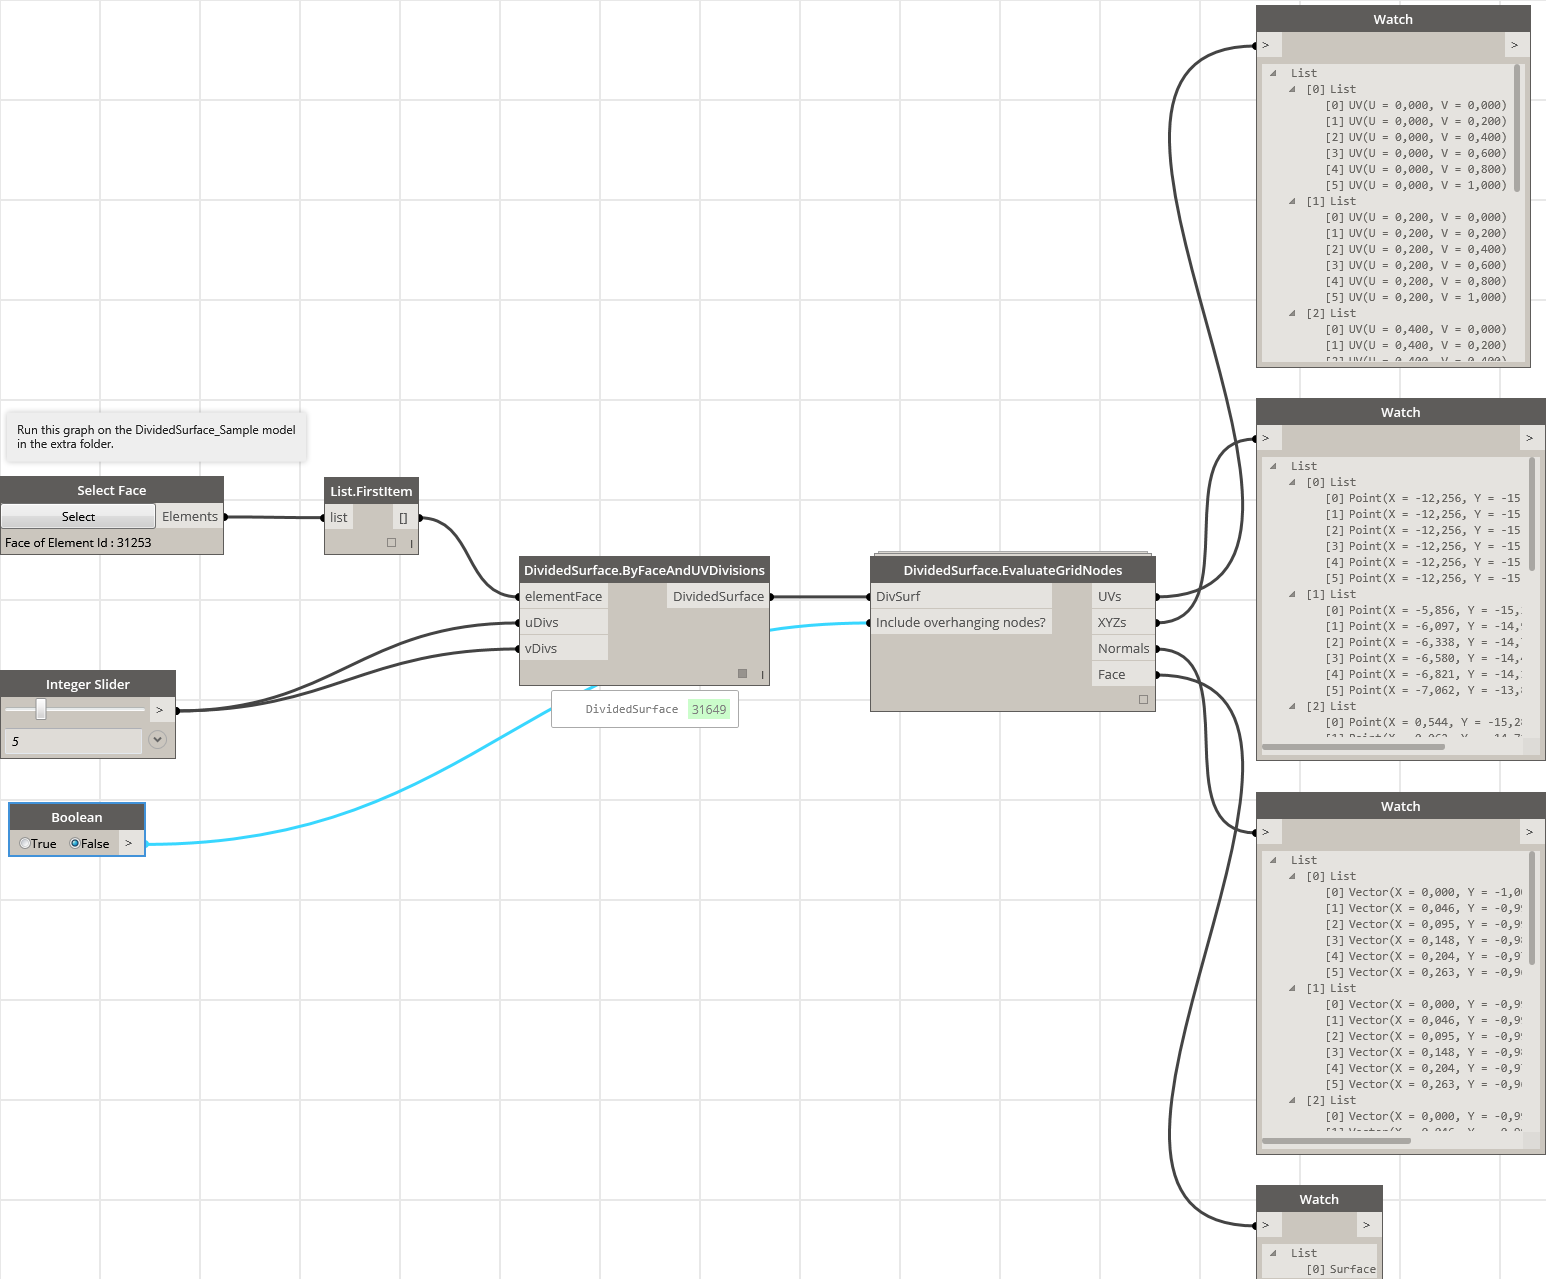 Run this graph on the DividedSurface_Sample model
in the extra folder.
Select Face
Select
Elements
Face of Element Id : 31253
List.FirstItem
list
[]
Integer Slider
>
5
Boolean
True
False
>
DividedSurface.ByFaceAndUVDivisions
elementFace
DividedSurface
uDivs
vDivs
DividedSurface 31649
DividedSurface.EvaluateGridNodes
DivSurf
UVs
Include overhanging nodes?
XYZs
Normals
Face
Watch
> >
List
[0] List
[0] UV(U = 0,000, V = 0,000)
[1] UV(U = 0,000, V = 0,200)
[2] UV(U = 0,000, V = 0,400)
[3] UV(U = 0,000, V = 0,600)
[4] UV(U = 0,000, V = 0,800)
[5] UV(U = 0,000, V = 1,000)
[1] List
[0] UV(U = 0,200, V = 0,000)
[1] UV(U = 0,200, V = 0,200)
[2] UV(U = 0,200, V = 0,400)
[3] UV(U = 0,200, V = 0,600)
[4] UV(U = 0,200, V = 0,800)
[5] UV(U = 0,200, V = 1,000)
[2] List
[0] UV(U = 0,400, V = 0,000)
[1] UV(U = 0,400, V = 0,200)
[2] UV(U = 0,400, V = 0,400)
Watch
> >
List
[0] List
[0] Point(X = -12,256, Y = -15
[1] Point(X = -12,256, Y = -15
[2] Point(X = -12,256, Y = -15
[3] Point(X = -12,256, Y = -15
[4] Point(X = -12,256, Y = -15
[5] Point(X = -12,256, Y = -15
[1] List
[0] Point(X = -5,856, Y = -15,
[1] Point(X = -6,097, Y = -14,
[2] Point(X = -6,338, Y = -14,
[3] Point(X = -6,580, Y = -14,
[4] Point(X = -6,821, Y = -14,
[5] Point(X = -7,062, Y = -13,
[2] List
[0] Point(X = 0,544, Y = -15,2
Watch
> >
List
[0] List
[0] Vector(X = 0,000, Y = -1,0
[1] Vector(X = 0,046, Y = -0,9
[2] Vector(X = 0,095, Y = -0,9
[3] Vector(X = 0,148, Y = -0,9
[4] Vector(X = 0,204, Y = -0,9
[5] Vector(X = 0,263, Y = -0,9
[1] List
[0] Vector(X = 0,000, Y = -0,9
[1] Vector(X = 0,046, Y = -0,9
[2] Vector(X = 0,095, Y = -0,9
[3] Vector(X = 0,148, Y = -0,9
[4] Vector(X = 0,204, Y = -0,9
[5] Vector(X = 0,263, Y = -0,9
[2] List
[0] Vector(X = 0,000, Y = -0,9
Watch
> >
List
[0] Surface